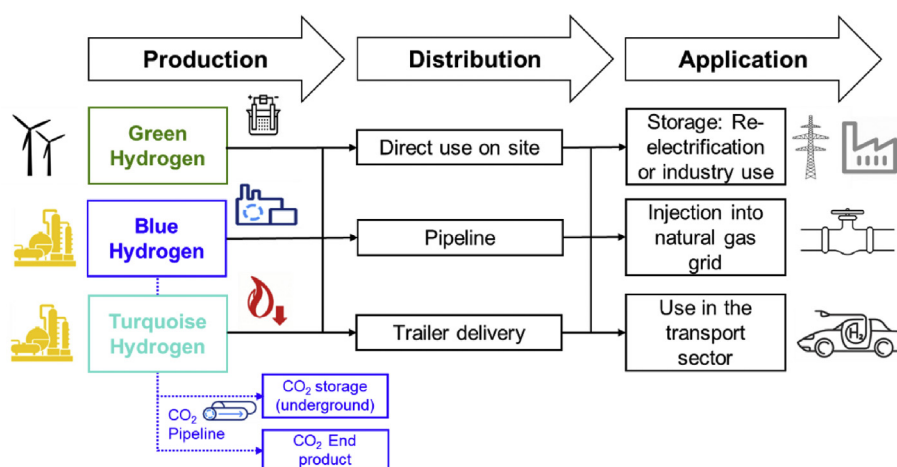 Production
Distribution
Application
Green
Hydrogen
Direct use on site
Storage: Re-
electrification
or industry use
Blue
Hydrogen
Pipeline
Injection into
natural gas
grid
Turquoise
Hydrogen
Trailer delivery
Use in the
transport
sector
H₂
CO₂
Pipeline
CO₂ storage
(underground)
CO₂ End
product